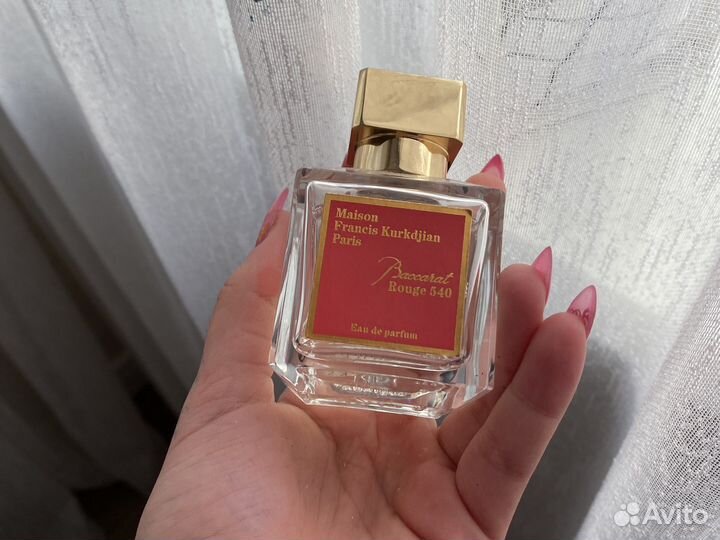 Maison
Francis Kurkdjian
Paris
Baccarat
Rouge 540
Eau de parfum
Avito